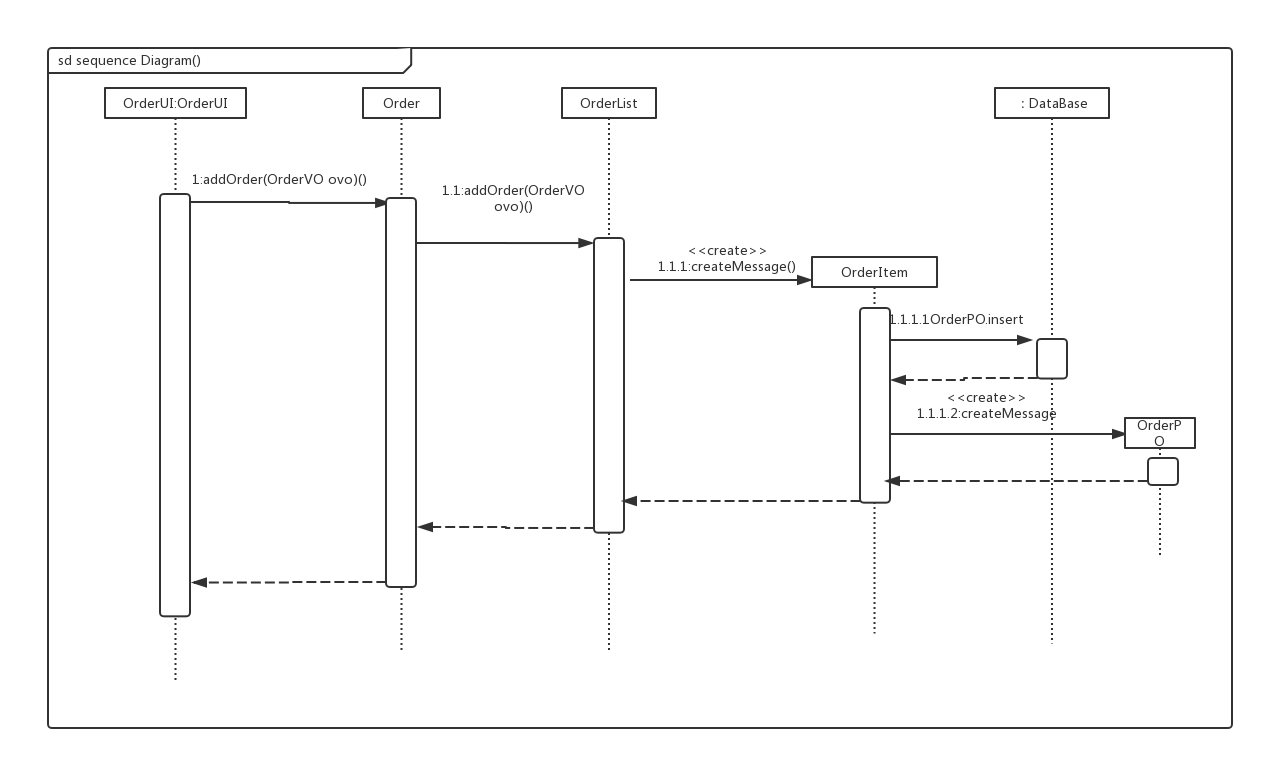 sd sequence Diagram()
OrderUI:OrderUI
Order
OrderList
: DataBase
1:addOrder(OrderVO ovo)()
1.1:addOrder(OrderVO
ovo)()
<<create>>
1.1.1:createMessage()
OrderItem
1.1.1.1OrderPO.insert
<<create>>
1.1.1.2:createMessage
OrderP
O